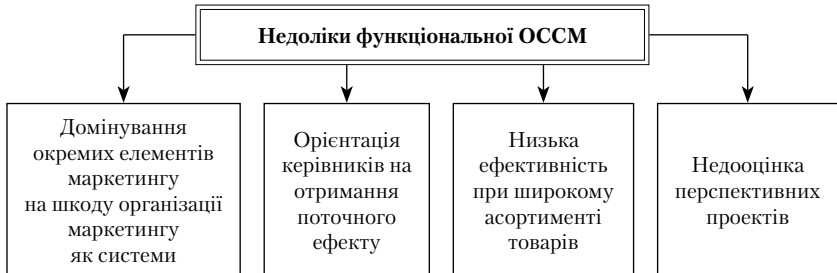 Недоліки функціональної ОССМ
Домінування
окремих елементів
маркетингу
на шкоду організації
маркетингу
як системи
Орієнтація
керівників на
отримання
поточного
ефекту
Низька
ефективність
при широкому
асортименті
товарів
Недооцінка
перспективних
проектів